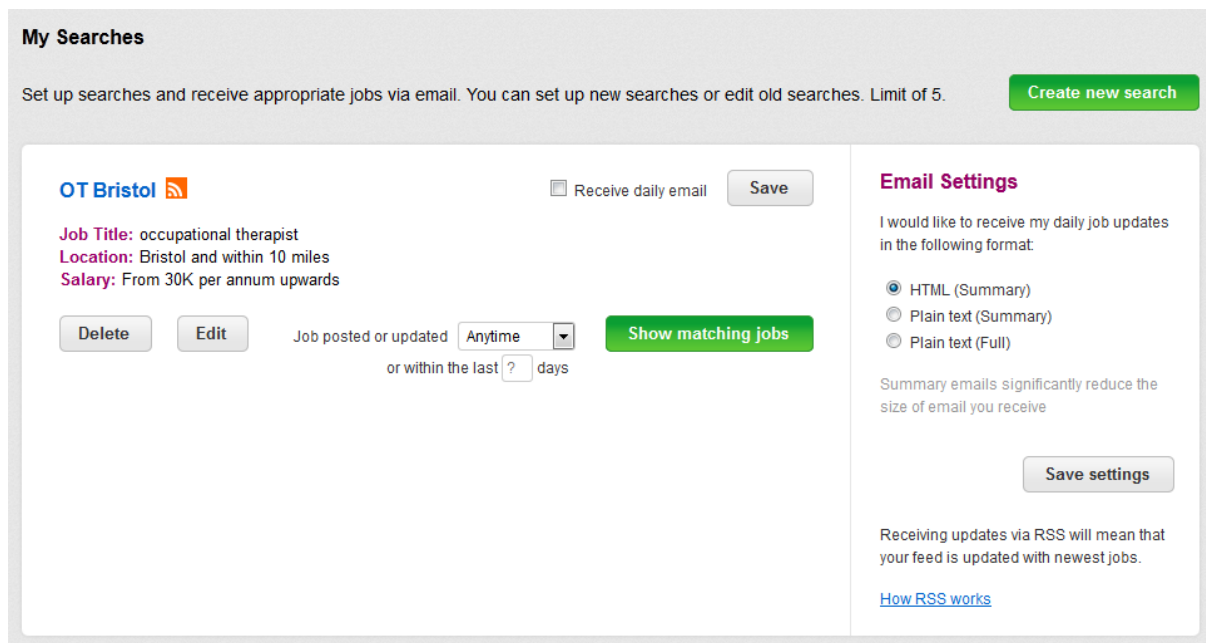 My Searches
Set up searches and receive appropriate jobs via email. You can set up new searches or edit old searches. Limit of 5.
Create new search
OT Bristol
Receive daily email
Save
Job Title: occupational therapist
Location: Bristol and within 10 miles
Salary: From 30K per annum upwards
Delete
Edit
Job posted or updated
Anytime
or within the last ? days
Show matching jobs
Email Settings
I would like to receive my daily job updates
in the following format:
HTML (Summary)
Plain text (Summary)
Plain text (Full)
Summary emails significantly reduce the
size of email you receive
Save settings
Receiving updates via RSS will mean that
your feed is updated with newest jobs.
How RSS works